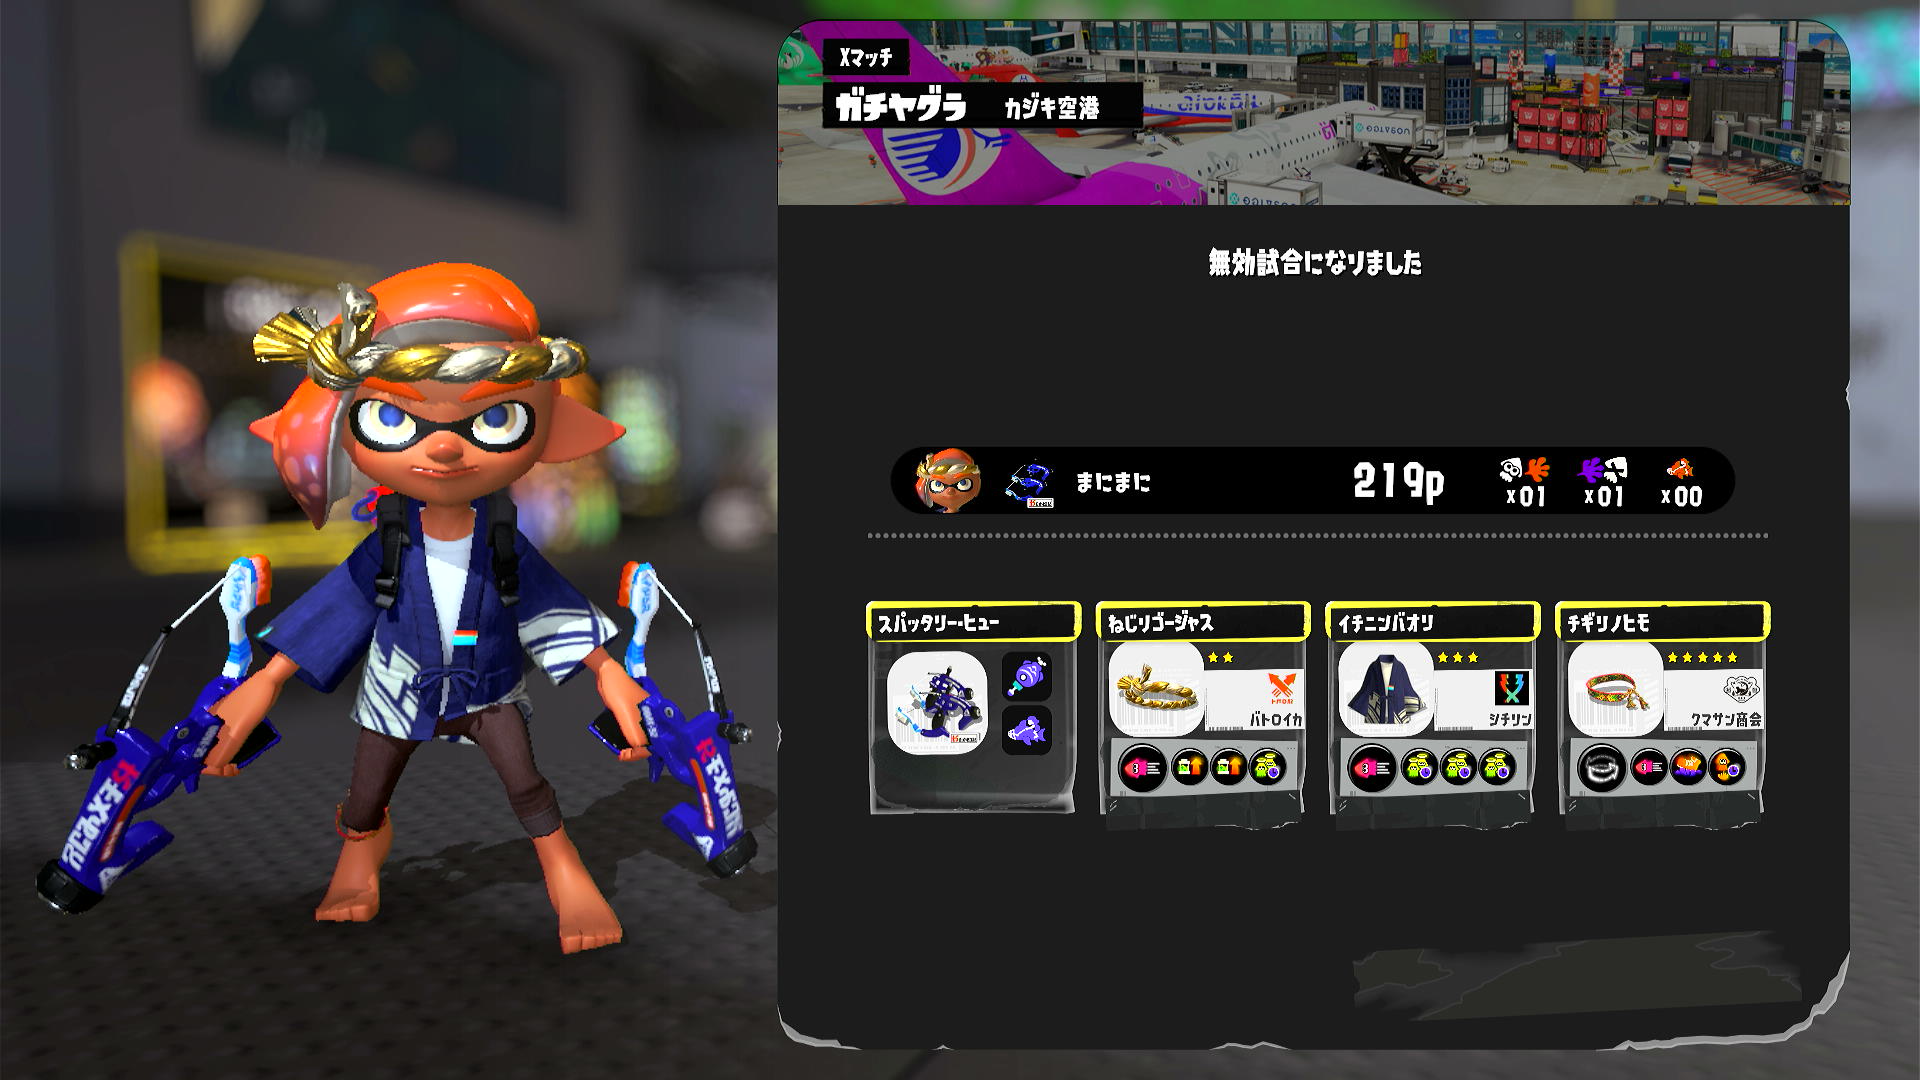 Xマッチ
ガチヤグラ カジキ空港
無効試合になりました
まにまに 219p x01 x01 x00
スパッタリー・ヒュー
ねじりゴージャス
バトロイカ
イチニンバオリ
シチリン
チギリノヒモ
クマサン商会